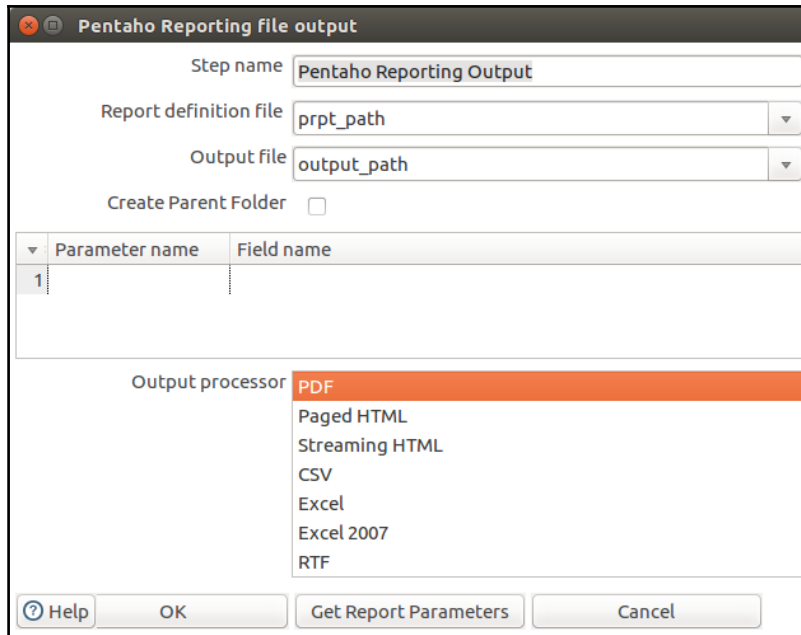 Pentaho Reporting file output
Step name Pentaho Reporting Output
Report definition file prpt_path
Output file output_path
Create Parent Folder
Parameter name Field name
1
Output processor PDF
Paged HTML
Streaming HTML
CSV
Excel
Excel 2007
RTF
Help OK Get Report Parameters Cancel